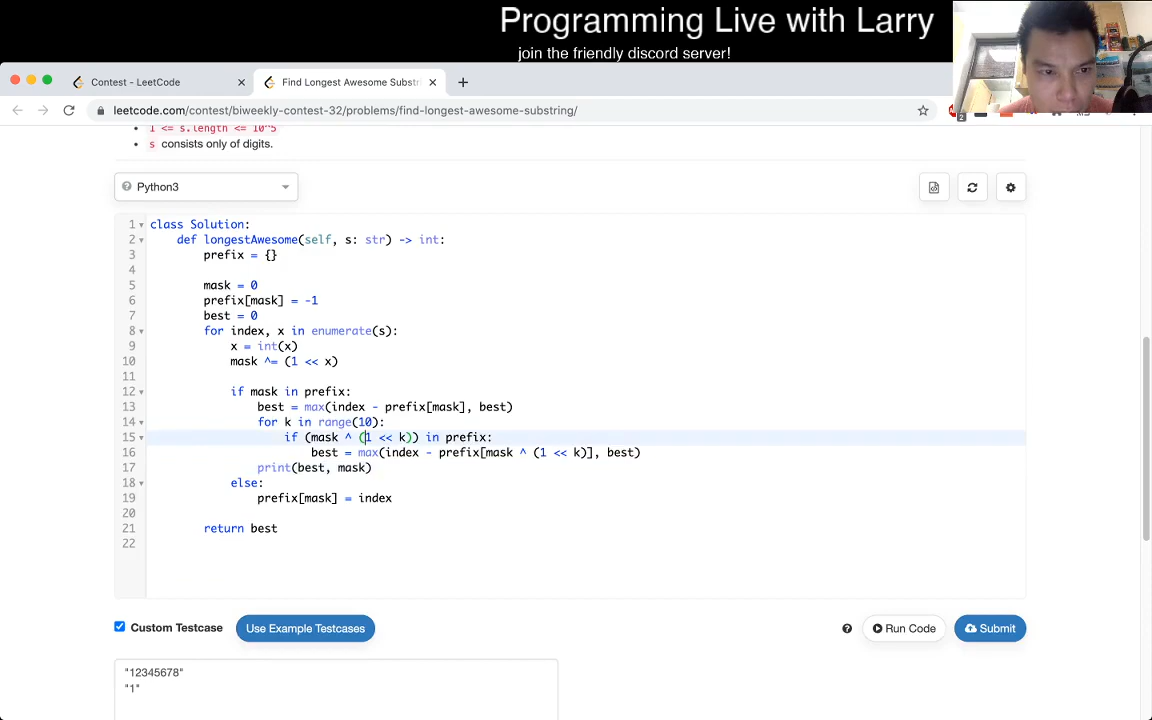 Programming Live with Larry
join the friendly discord server!
Contest - LeetCode
Find Longest Awesome Substri
leetcode.com/contest/biweekly-contest-32/problems/find-longest-awesome-substring/
2
1 <= s.length <= 10^5
s consists only of digits.
Python3
1 class Solution:
2 def longestAwesome(self, s: str) -> int:
3 prefix = {}
4
5 mask = 0
6 prefix[mask] = -1
7 best = 0
8 for index, x in enumerate(s):
9 x = int(x)
10 mask ^= (1 << x)
11
12 if mask in prefix:
13 best = max(index - prefix[mask], best)
14 for k in range(10):
15 if (mask ^ (1 << k)) in prefix:
16 best = max(index - prefix[mask ^ (1 << k)], best)
17 print(best, mask)
18 else:
19 prefix[mask] = index
20
21 return best
22
Custom Testcase
Use Example Testcases
Run Code
Submit
"12345678"
"1"